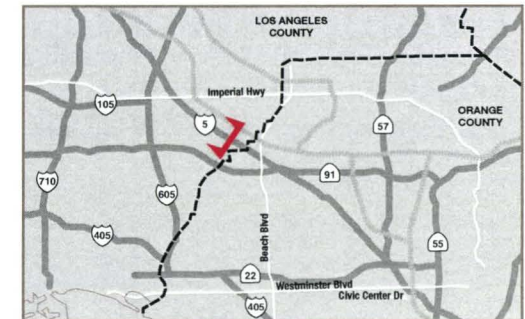 LOS ANGELES
COUNTY
Imperial Hwy
105
5
ORANGE
COUNTY
57
710
91
605
405
Beach Blvd
55
22
Westminster Blvd
Civic Center Dr
405